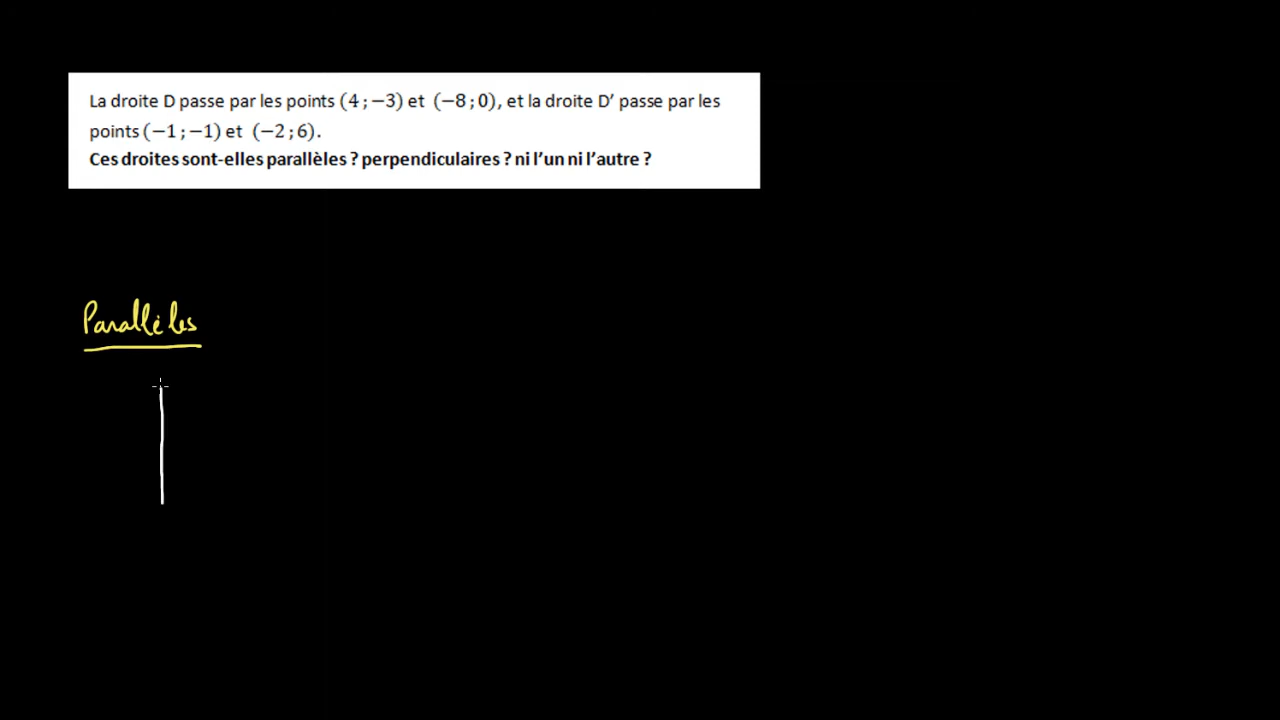 La droite D passe par les points (4 ; −3) et (−8 ; 0), et la droite D’ passe par les
points (−1 ; −1) et (−2 ; 6).
Ces droites sont-elles parallèles ? perpendiculaires ? ni l’un ni l’autre ?
Parallèles